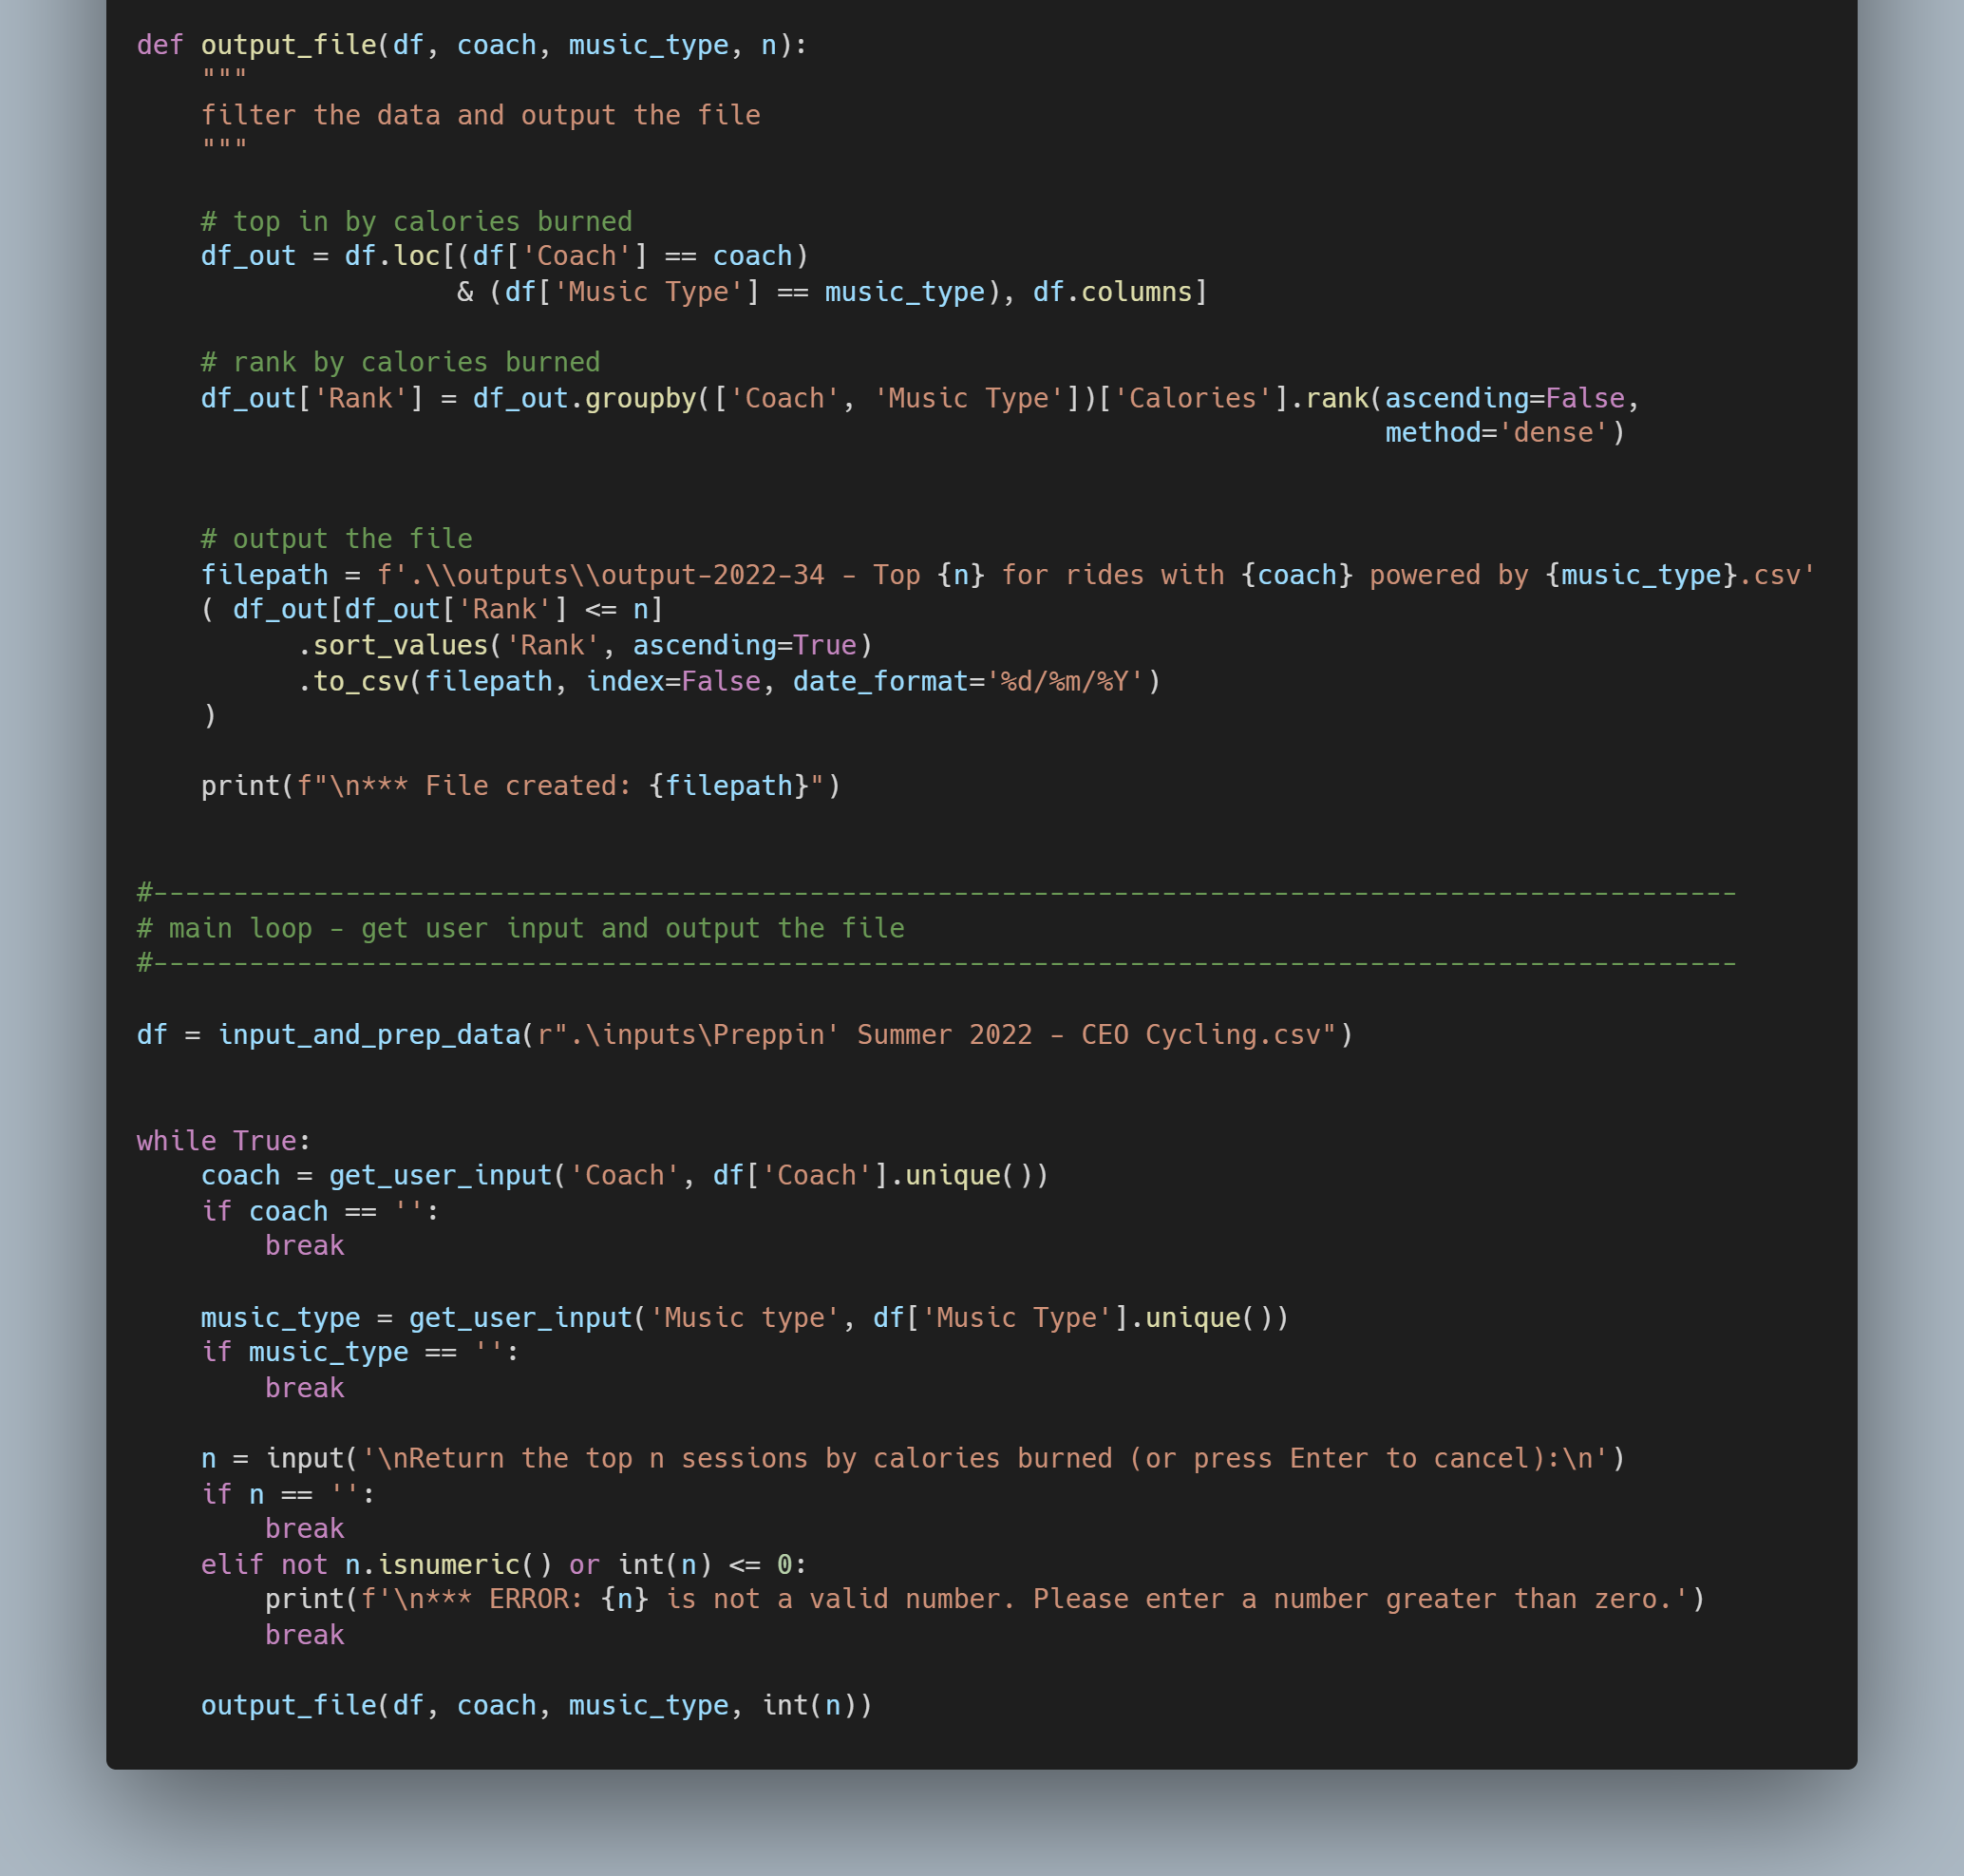 def output_file(df, coach, music_type, n):
    """
    filter the data and output the file
    """

    # top in by calories burned
    df_out = df.loc[(df['Coach'] == coach)
                    & (df['Music Type'] == music_type), df.columns]

    # rank by calories burned
    df_out['Rank'] = df_out.groupby(['Coach', 'Music Type'])['Calories'].rank(ascending=False,
                                                                              method='dense')


    # output the file
    filepath = f'.\\outputs\\output-2022-34 - Top {n} for rides with {coach} powered by {music_type}.csv'
    ( df_out[df_out['Rank'] <= n]
          .sort_values('Rank', ascending=True)
          .to_csv(filepath, index=False, date_format='%d/%m/%Y')
    )

    print(f"\n*** File created: {filepath}")


#---------------------------------------------------------------------------------------------------
# main loop - get user input and output the file
#---------------------------------------------------------------------------------------------------

df = input_and_prep_data(r".\inputs\Preppin' Summer 2022 - CEO Cycling.csv")


while True:
    coach = get_user_input('Coach', df['Coach'].unique())
    if coach == '':
        break

    music_type = get_user_input('Music type', df['Music Type'].unique())
    if music_type == '':
        break

    n = input('\nReturn the top n sessions by calories burned (or press Enter to cancel):\n')
    if n == '':
        break
    elif not n.isnumeric() or int(n) <= 0:
        print(f'\n*** ERROR: {n} is not a valid number. Please enter a number greater than zero.')
        break

    output_file(df, coach, music_type, int(n))